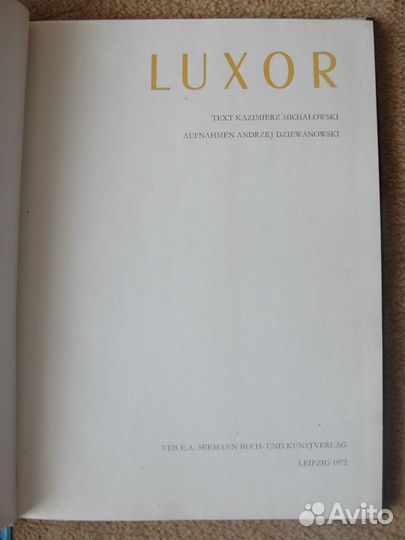 LUXOR
TEXT KAZIMIERZ MICHAŁOWSKI
AUFNAHMEN ANDRZEJ DZIEWANOWSKI
VEB E.A. SEEMANN BUCH- UND KUNSTVERLAG
LEIPZIG 1972
Avito